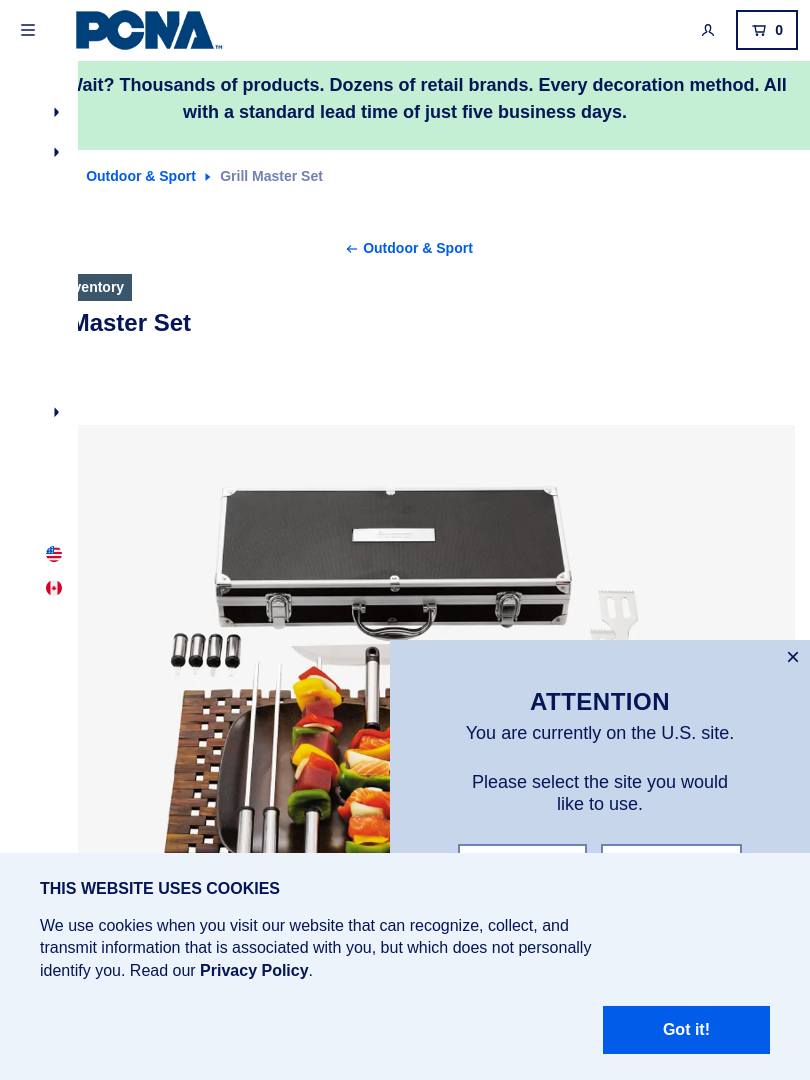 PCNA™
0
Wait? Thousands of products. Dozens of retail brands. Every decoration method. All
with a standard lead time of just five business days.
Outdoor & Sport
Grill Master Set
Outdoor & Sport
Master Set
ATTENTION
You are currently on the U.S. site.
Please select the site you would
like to use.
THIS WEBSITE USES COOKIES
We use cookies when you visit our website that can recognize, collect, and
transmit information that is associated with you, but which does not personally
identify you. Read our Privacy Policy.
Got it!